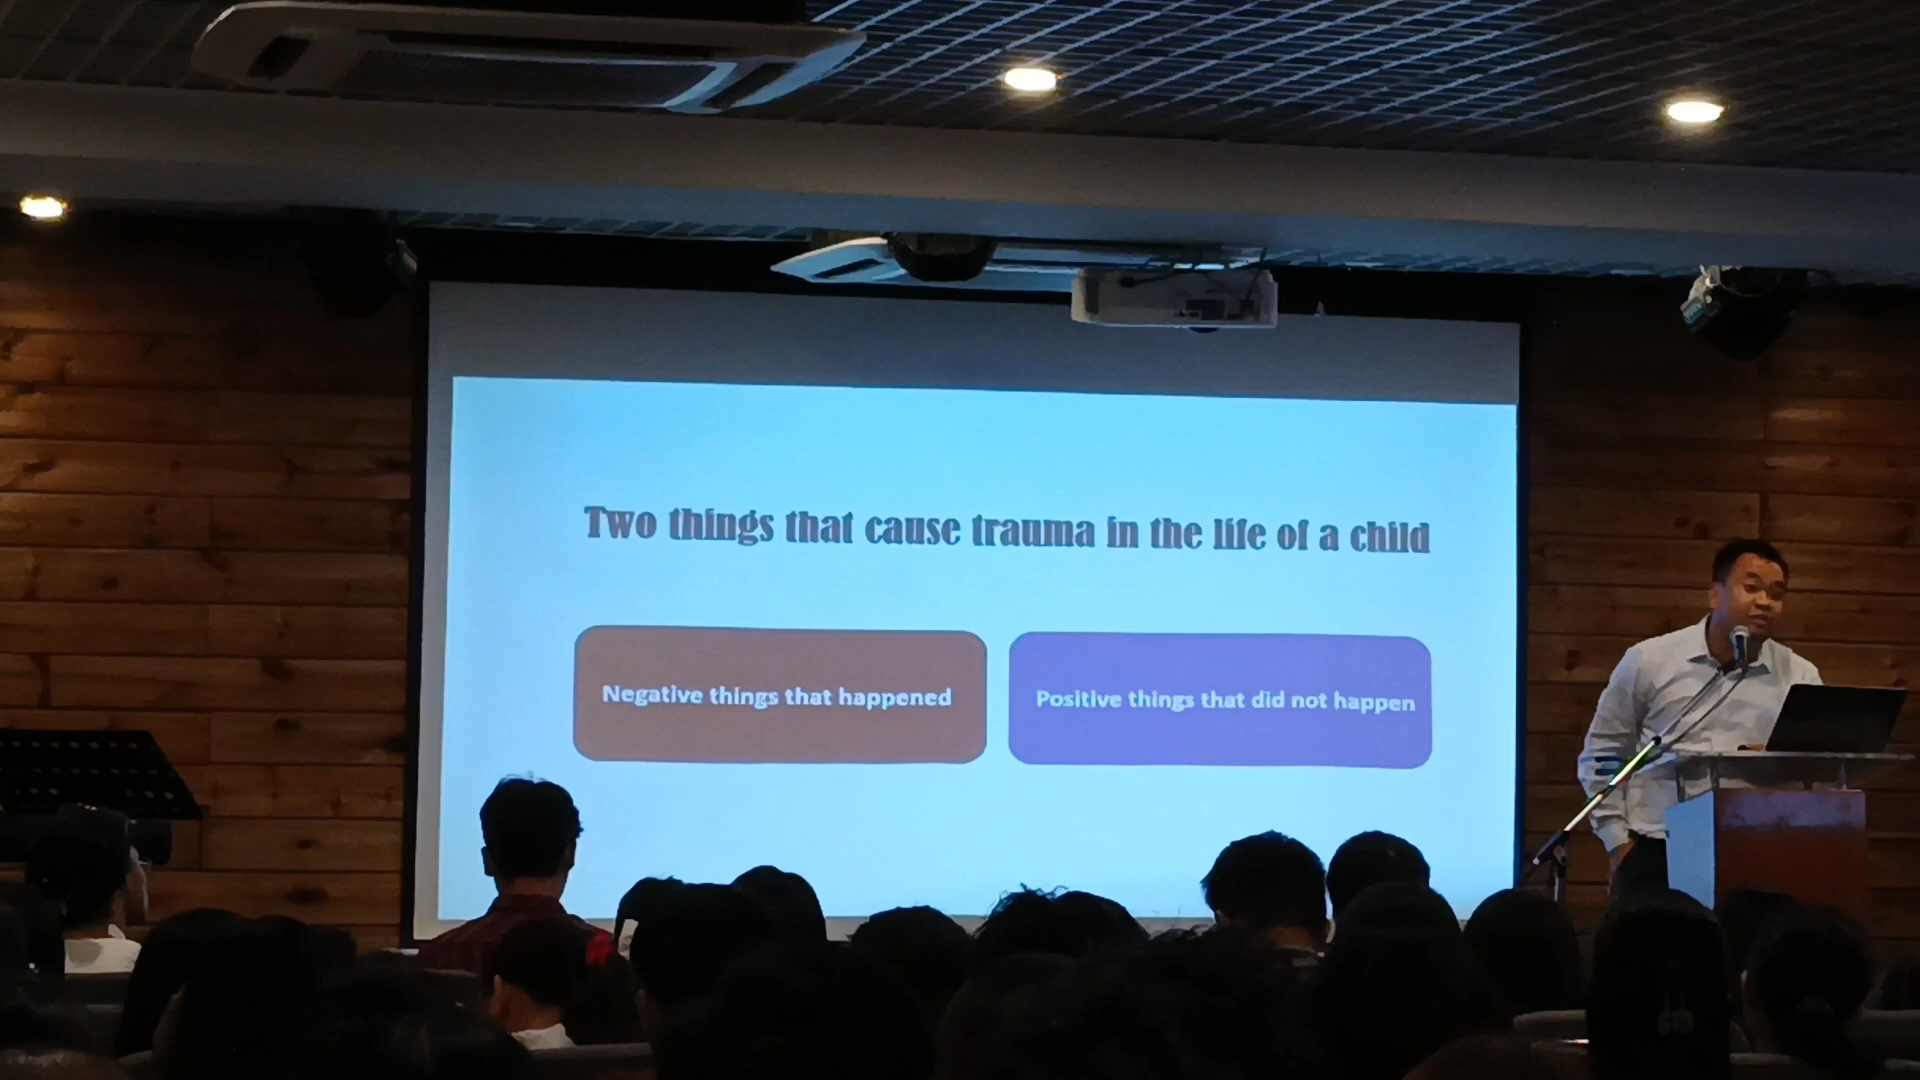 Two things that cause trauma in the life of a child
Negative things that happened
Positive things that did not happen